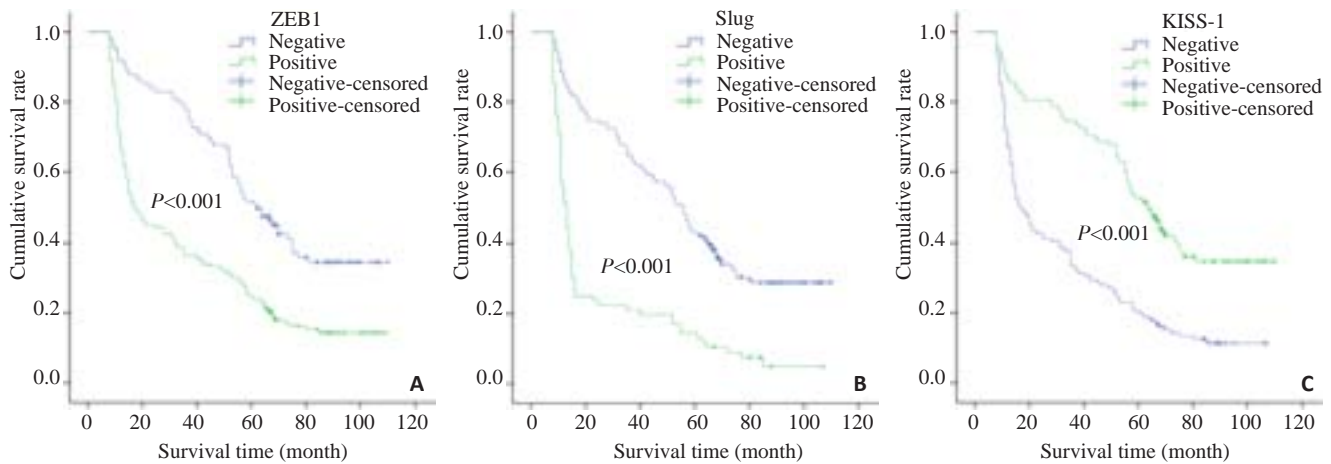 ZEB1
Negative
Positive
Negative-censored
Positive-censored
Cumulative survival rate
1.0
0.8
0.6
0.4
0.2
0.0
P<0.001
A
0 20 40 60 80 100 120
Survival time (month)
Slug
Negative
Positive
Negative-censored
Positive-censored
Cumulative survival rate
1.0
0.8
0.6
0.4
0.2
0.0
P<0.001
B
0 20 40 60 80 100 120
Survival time (month)
KISS-1
Negative
Positive
Negative-censored
Positive-censored
Cumulative survival rate
1.0
0.8
0.6
0.4
0.2
0.0
P<0.001
C
0 20 40 60 80 100 120
Survival time (month)